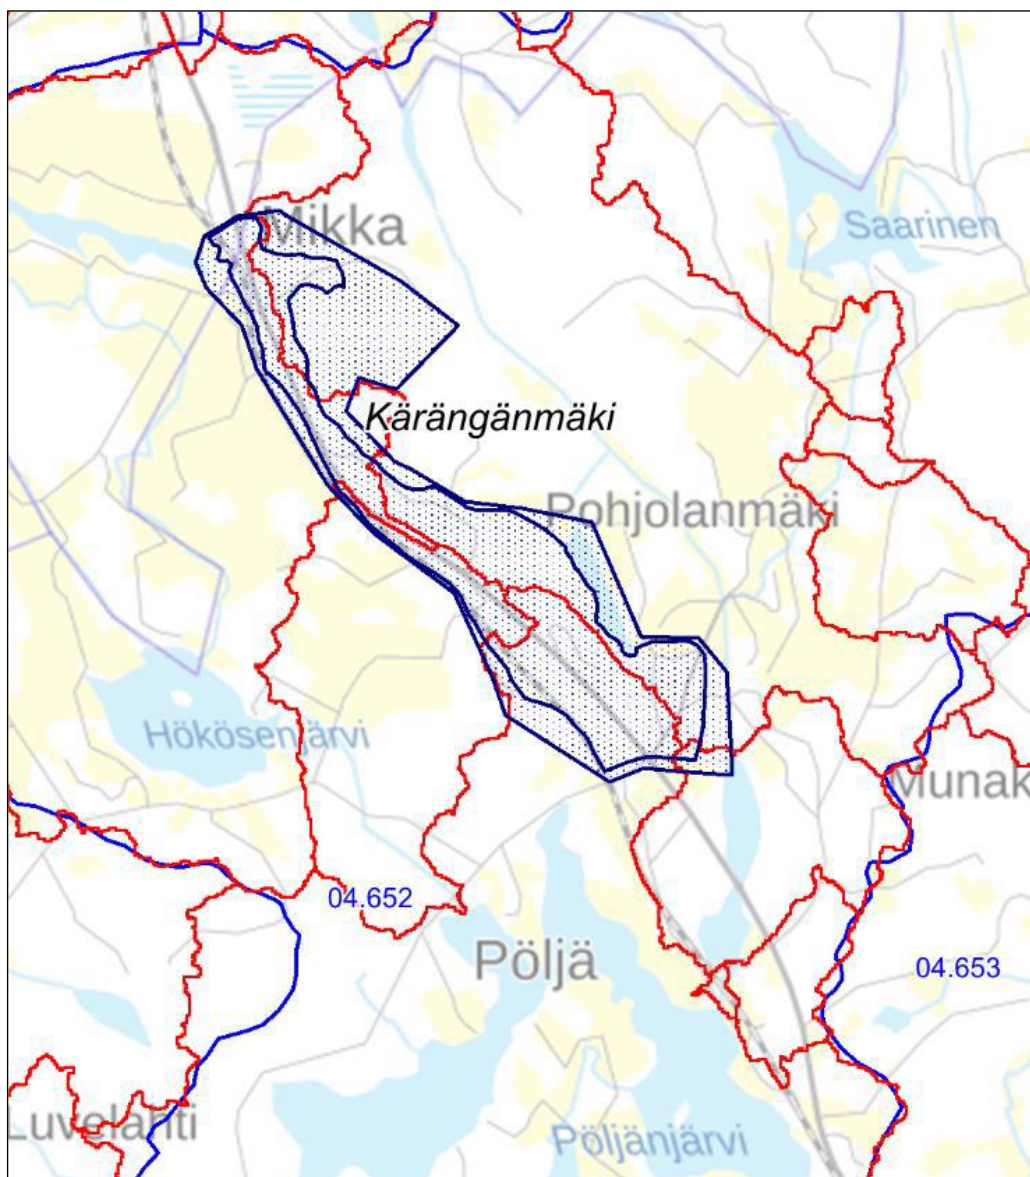 Mikka
Saarinen
Kärängänmäki
Pohjolanmäki
Hökösenjärvi
Munak
04.652
Pöljä
04.653
Luvelahti
Pöljänjärvi